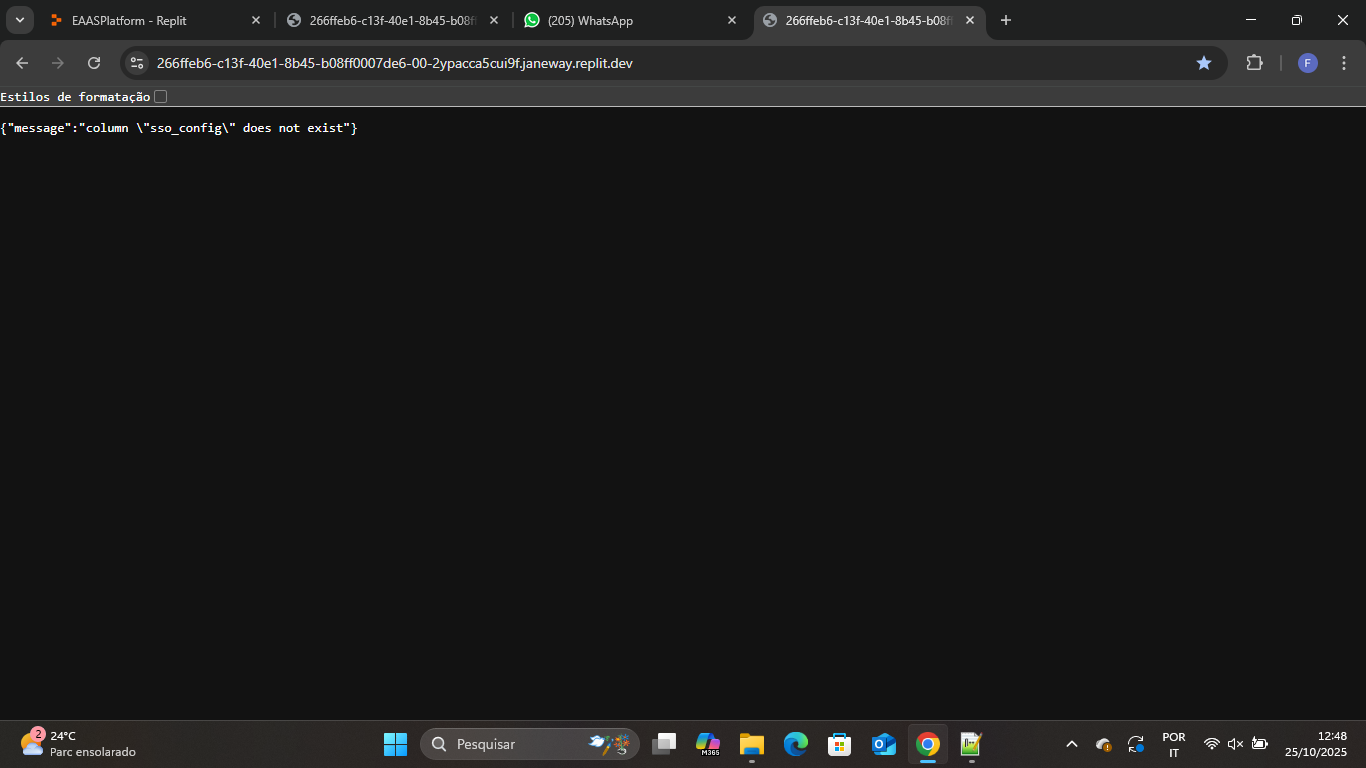 EAASPlatform - Replit
266ffeb6-c13f-40e1-8b45-b08ff
(205) WhatsApp
266ffeb6-c13f-40e1-8b45-b08ff
266ffeb6-c13f-40e1-8b45-b08ff0007de6-00-2ypacca5cui9f.janeway.replit.dev
F
Estilos de formatação
{"message":"column \"sso_config\" does not exist"}
2
24°C
Parc ensolarado
Pesquisar
M365
POR
IT
12:48
25/10/2025